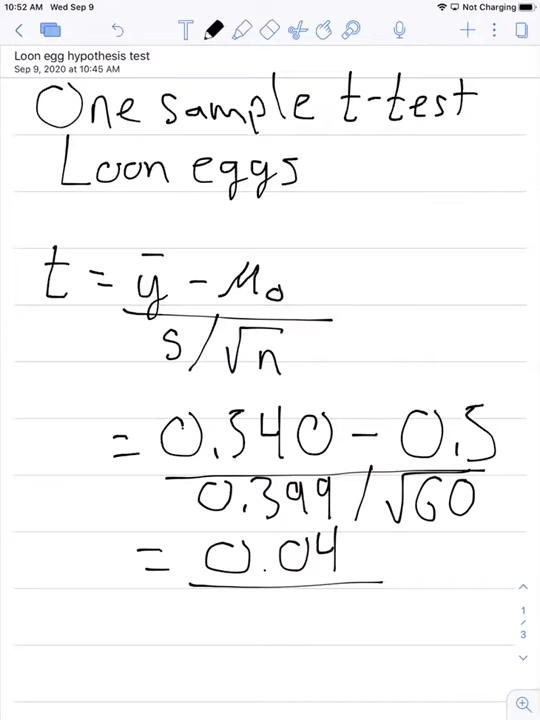 10:52 AM Wed Sep 9
Not Charging
Loon egg hypothesis test
Sep 9, 2020 at 10:45 AM
One sample t-test
Loon eggs
t = ȳ - μ₀
s/√n
= 0.540 - 0.5
0.399/√60
= 0.04
1
/
3